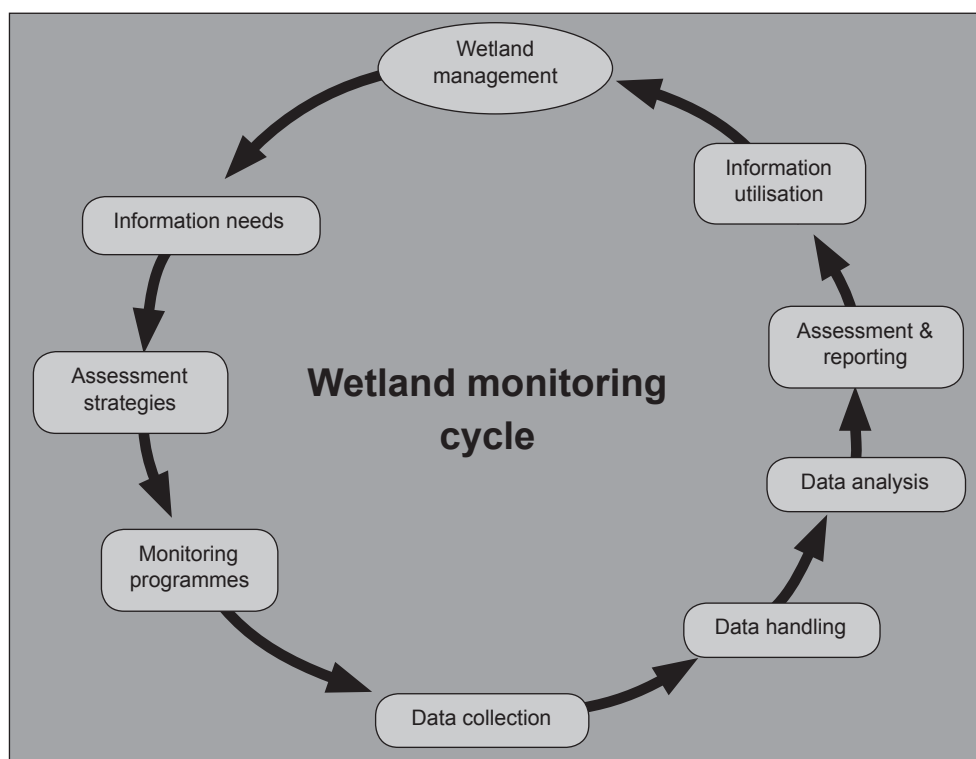 Wetland
management
Information needs
Assessment
strategies
Monitoring
programmes
Data collection
Data handling
Data analysis
Assessment &
reporting
Information
utilisation
Wetland monitoring
cycle